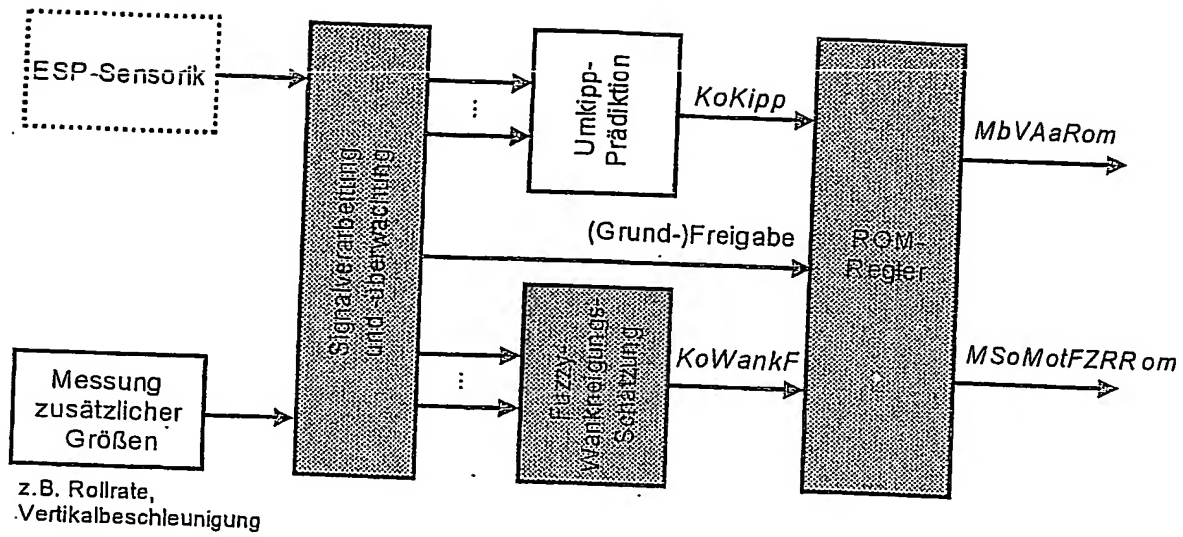 ESP-Sensorik
Signalverarbeitung
und -überwachung
...
Umkipp-
Prädiktion
KoKipp
MbVAaRom
(Grund-)Freigabe
ROM-
Regler
...
Fuzzy-
Wankneigungs-
Schätzung
KoWankF
MSoMotFZRRom
Messung
zusätzlicher
Größen
z.B. Rollrate,
Vertikalbeschleunigung